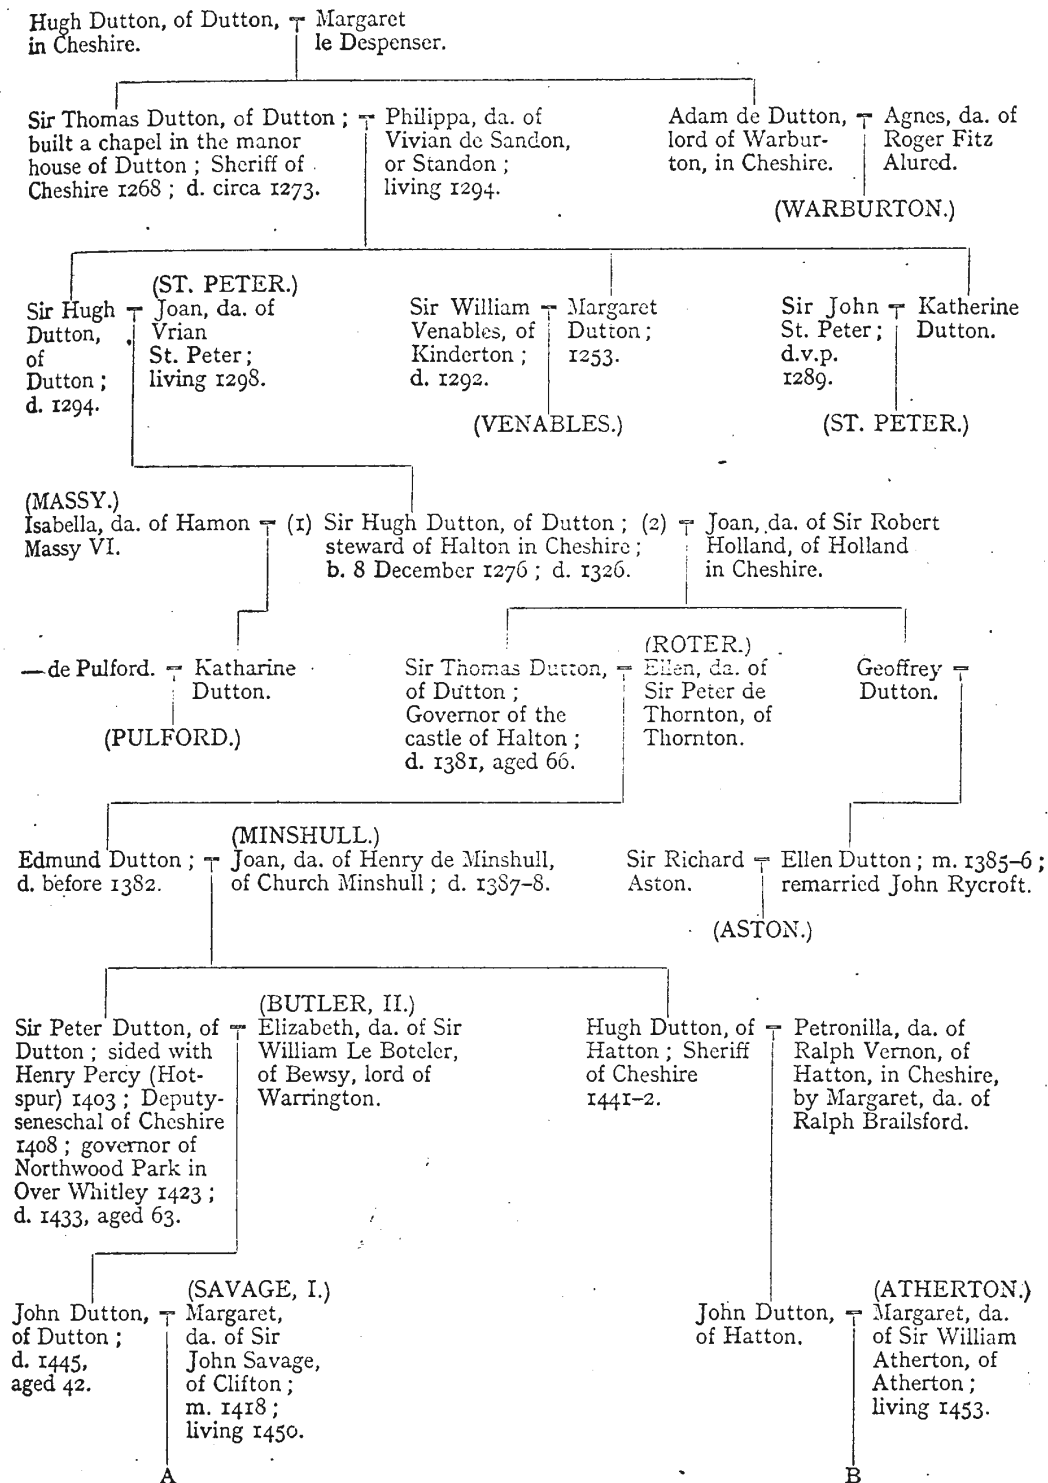 Hugh Dutton, of Dutton,
in Cheshire.
Margaret
le Despenser.
Sir Thomas Dutton, of Dutton ;
built a chapel in the manor
house of Dutton ; Sheriff of
Cheshire 1268 ; d. circa 1273.
Philippa, da. of
Vivian de Sandon,
or Standon ;
living 1294.
Adam de Dutton,
lord of Warbur-
ton, in Cheshire.
Agnes, da. of
Roger Fitz
Alured.
(WARBURTON.)
Sir Hugh
Dutton,
of
Dutton ;
d. 1294.
(ST. PETER.)
Joan, da. of
Vrian
St. Peter ;
living 1298.
Sir William
Venables, of
Kinderton ;
d. 1292.
Margaret
Dutton ;
1253.
(VENABLES.)
Sir John
St. Peter ;
d.v.p.
1289.
Katherine
Dutton.
(ST. PETER.)
(MASSY.)
Isabella, da. of Hamon
Massy VI.
(1) Sir Hugh Dutton, of Dutton ; (2)
steward of Halton in Cheshire ;
b. 8 December 1276 ; d. 1326.
Joan, da. of Sir Robert
Holland, of Holland
in Cheshire.
— de Pulford.
Katharine
Dutton.
(PULFORD.)
Sir Thomas Dutton,
of Dutton ;
Governor of the
castle of Halton ;
d. 1381, aged 66.
(ROTER.)
Ellen, da. of
Sir Peter de
Thornton, of
Thornton.
Geoffrey
Dutton.
Edmund Dutton ;
d. before 1382.
(MINSHULL.)
Joan, da. of Henry de Minshull,
of Church Minshull ; d. 1387-8.
Sir Richard
Aston.
Ellen Dutton ; m. 1385-6 ;
remarried John Rycroft.
(ASTON.)
Sir Peter Dutton, of
Dutton ; sided with
Henry Percy (Hot-
spur) 1403 ; Deputy-
seneschal of Cheshire
1408 ; governor of
Northwood Park in
Over Whitley 1423 ;
d. 1433, aged 63.
(BUTLER, II.)
Elizabeth, da. of Sir
William Le Boteler,
of Bewsy, lord of
Warrington.
Hugh Dutton, of
Hatton ; Sheriff
of Cheshire
1441-2.
Petronilla, da. of
Ralph Vernon, of
Hatton, in Cheshire,
by Margaret, da. of
Ralph Brailsford.
John Dutton,
of Dutton ;
d. 1445,
aged 42.
(SAVAGE, I.)
Margaret,
da. of Sir
John Savage,
of Clifton ;
m. 1418 ;
living 1450.
John Dutton,
of Hatton.
(ATHERTON.)
Margaret, da.
of Sir William
Atherton, of
Atherton ;
living 1453.
A
B